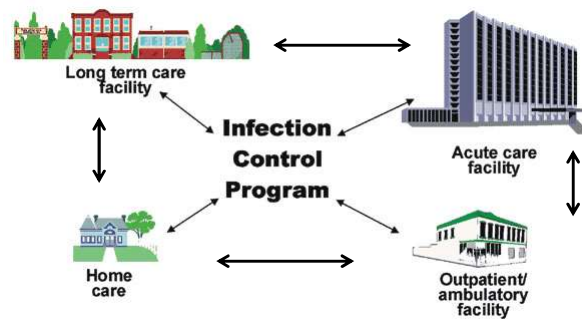 Long term care
facility
Infection
Control
Program
Acute care
facility
Home
care
Outpatient/
ambulatory
facility